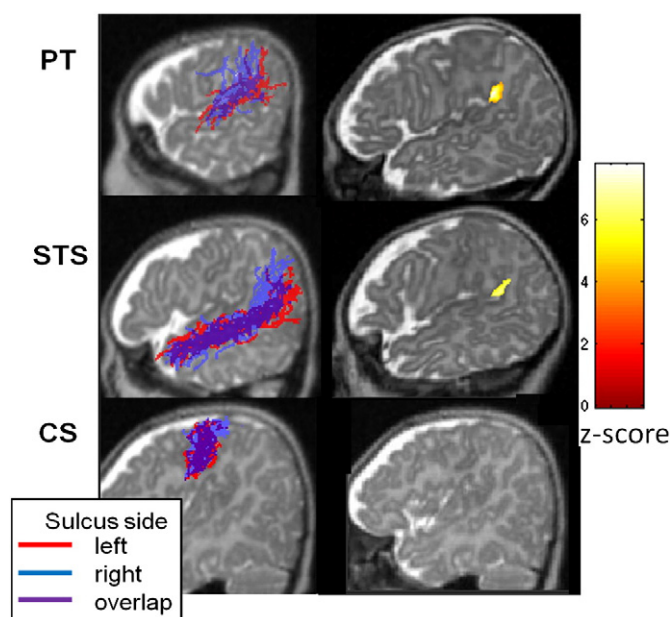 PT
STS
CS
6
4
2
0
z-score
Sulcus side
left
right
overlap